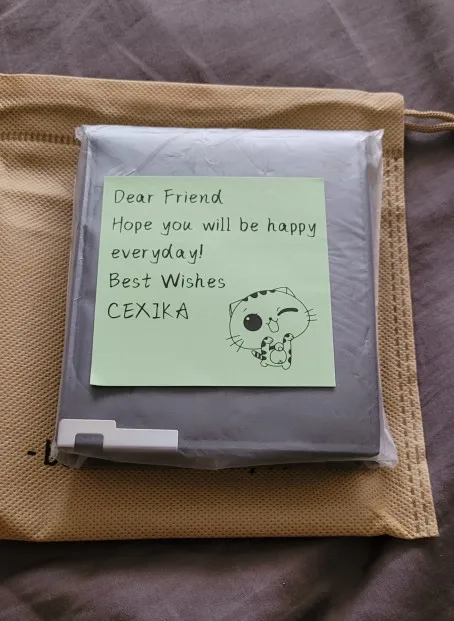 Dear Friend
Hope you will be happy
everyday!
Best Wishes
CEXIKA